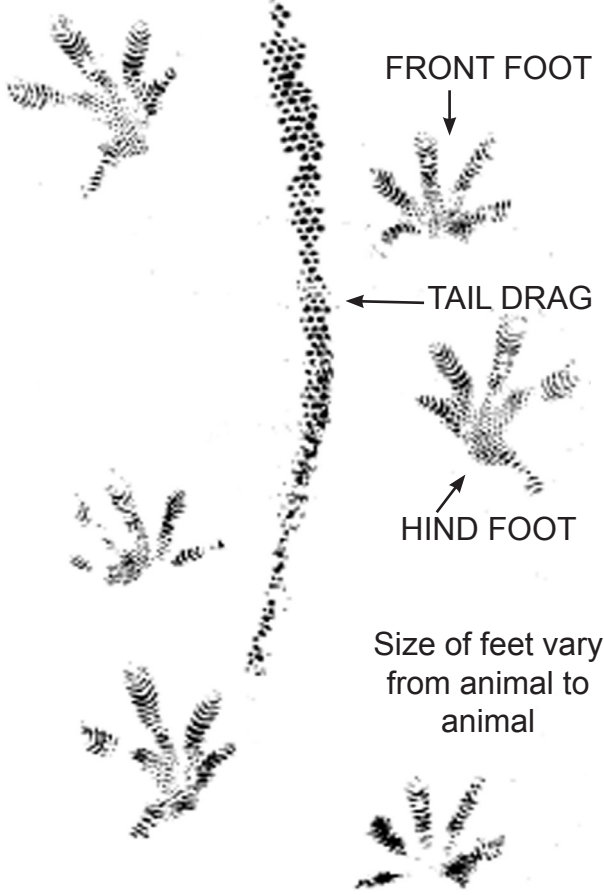 FRONT FOOT
TAIL DRAG
HIND FOOT
Size of feet vary
from animal to
animal